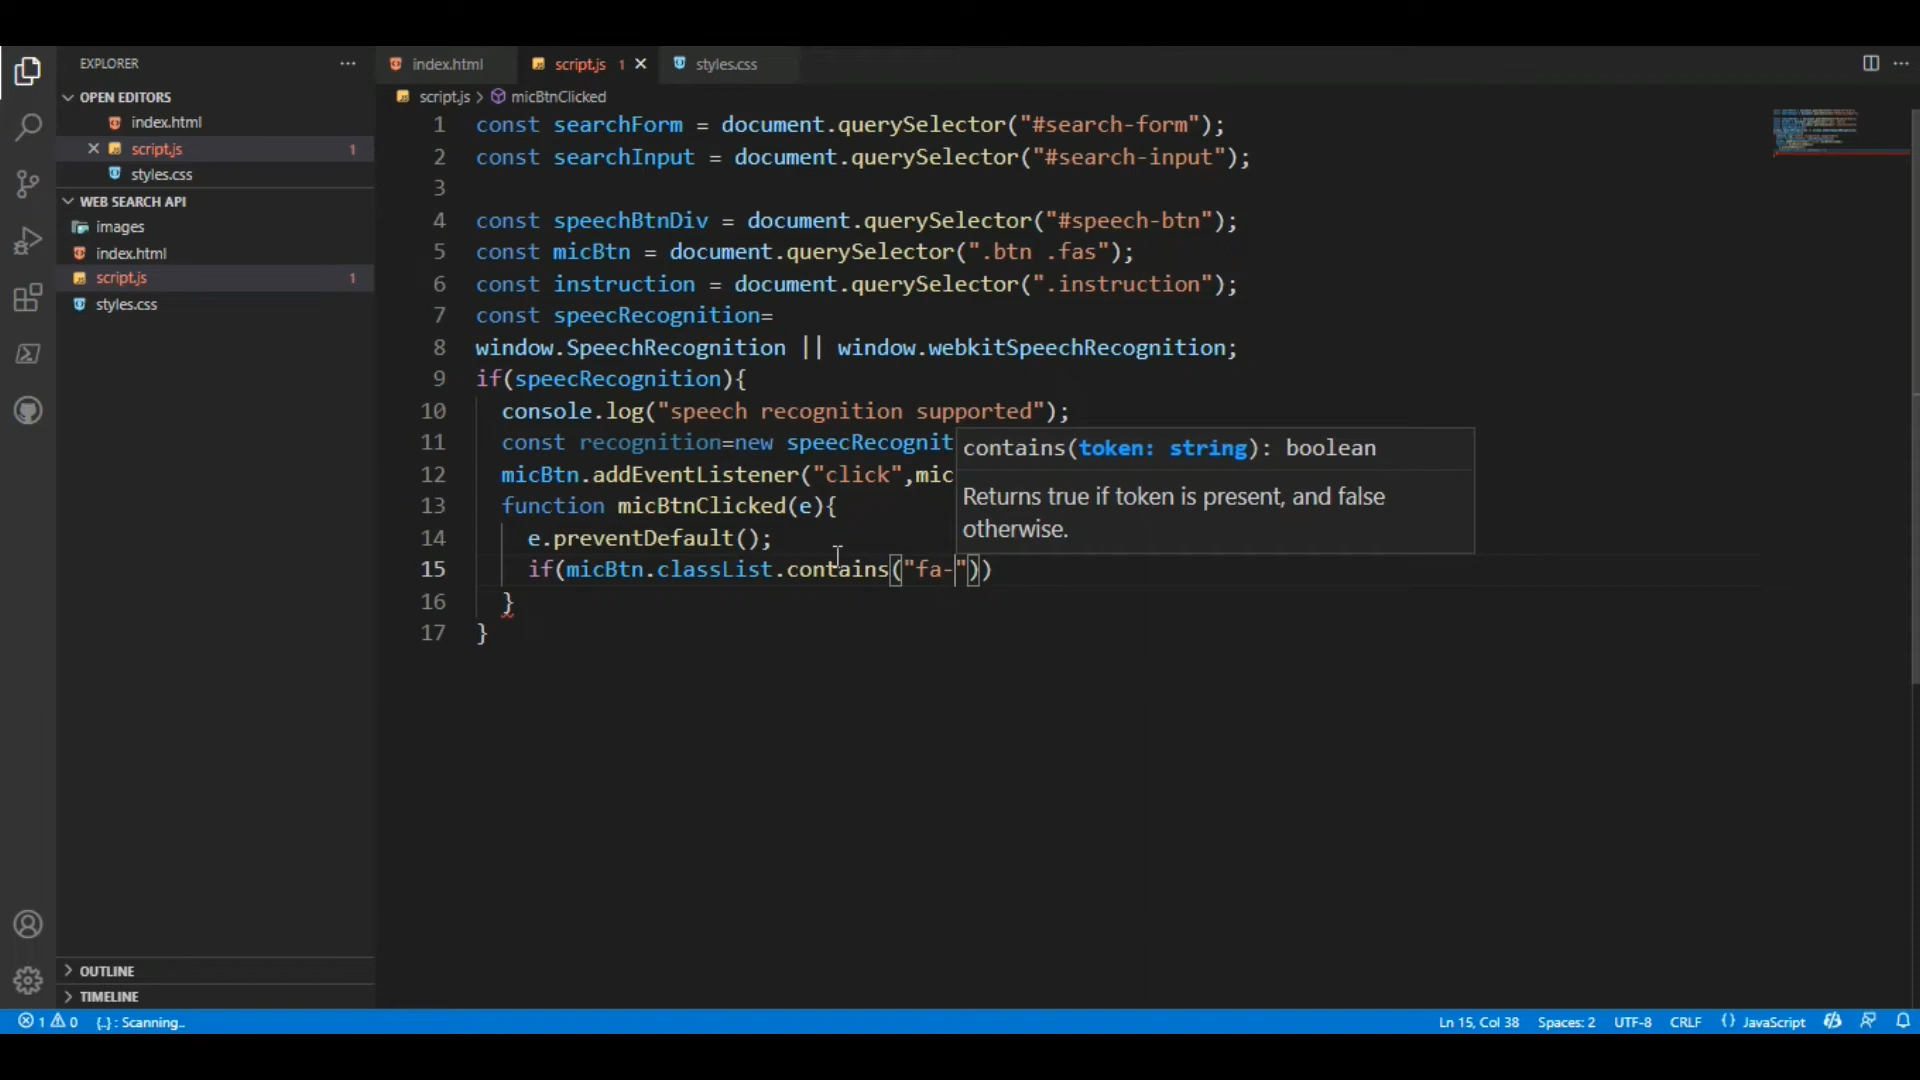 EXPLORER
OPEN EDITORS
index.html
script.js 1
styles.css
WEB SEARCH API
images
index.html
script.js 1
styles.css
OUTLINE
TIMELINE
index.html script.js 1 styles.css
script.js > micBtnClicked
1 const searchForm = document.querySelector("#search-form");
2 const searchInput = document.querySelector("#search-input");
3
4 const speechBtnDiv = document.querySelector("#speech-btn");
5 const micBtn = document.querySelector(".btn .fas");
6 const instruction = document.querySelector(".instruction");
7 const speecRecognition=
8 window.SpeechRecognition || window.webkitSpeechRecognition;
9 if(speecRecognition){
10 console.log("speech recognition supported");
11 const recognition=new speecRecognit
12 micBtn.addEventListener("click",mic
13 function micBtnClicked(e){
14 e.preventDefault();
15 if(micBtn.classList.contains("fa-"))
16 }
17 }
contains(token: string): boolean
Returns true if token is present, and false
otherwise.
1 0 {..} : Scanning.. Ln 15, Col 38 Spaces: 2 UTF-8 CRLF {} JavaScript